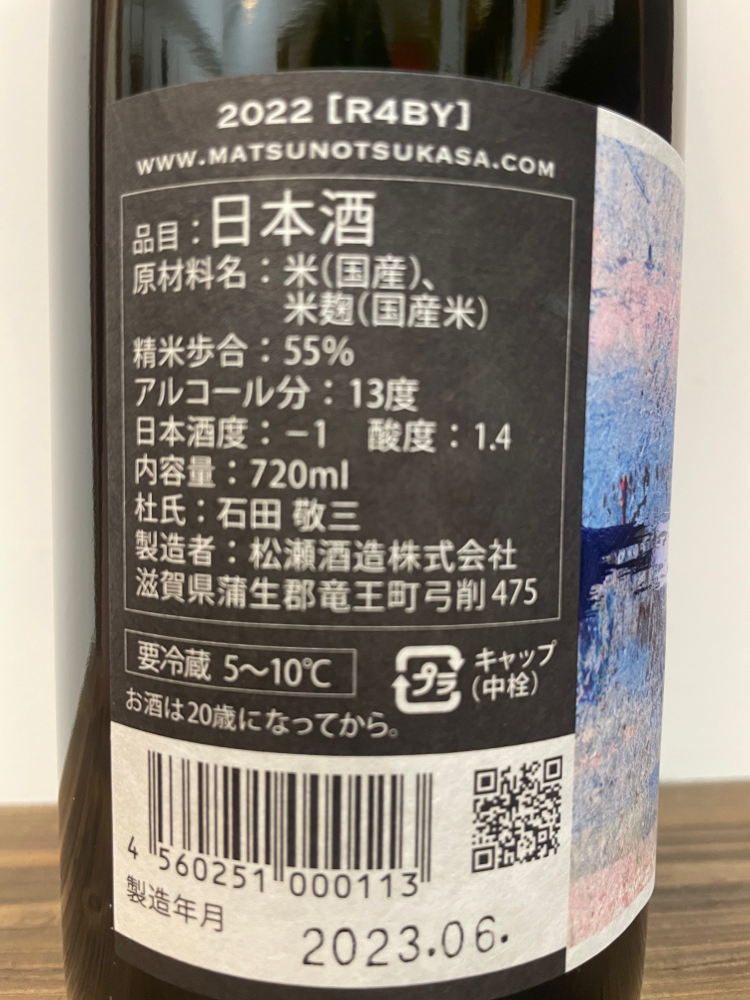 2022 [R4BY]
WWW.MATSUNOTSUKASA.COM
品目：日本酒
原材料名：米(国産)、
米麹(国産米)
精米歩合：55%
アルコール分：13度
日本酒度：－1　酸度：1.4
内容量：720ml
杜氏：石田 敬三
製造者：松瀬酒造株式会社
滋賀県蒲生郡竜王町弓削475
要冷蔵 5～10℃
プラ
キャップ
(中栓)
お酒は20歳になってから。
4 560251 000113
製造年月
2023.06.